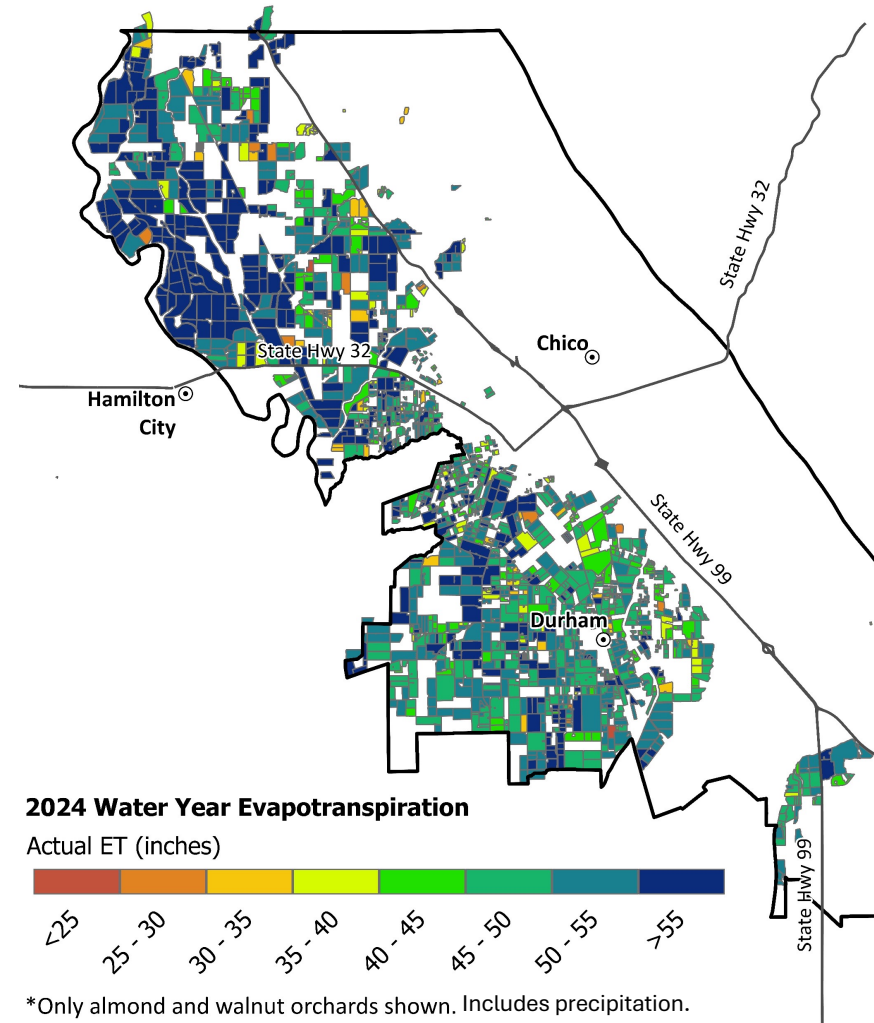 State Hwy 32
Chico
State Hwy 32
Hamilton
City
State Hwy 99
Durham
2024 Water Year Evapotranspiration
Actual ET (inches)
<25
25 - 30
30 - 35
35 - 40
40 - 45
45 - 50
50 - 55
>55
State Hwy 99
*Only almond and walnut orchards shown. Includes precipitation.